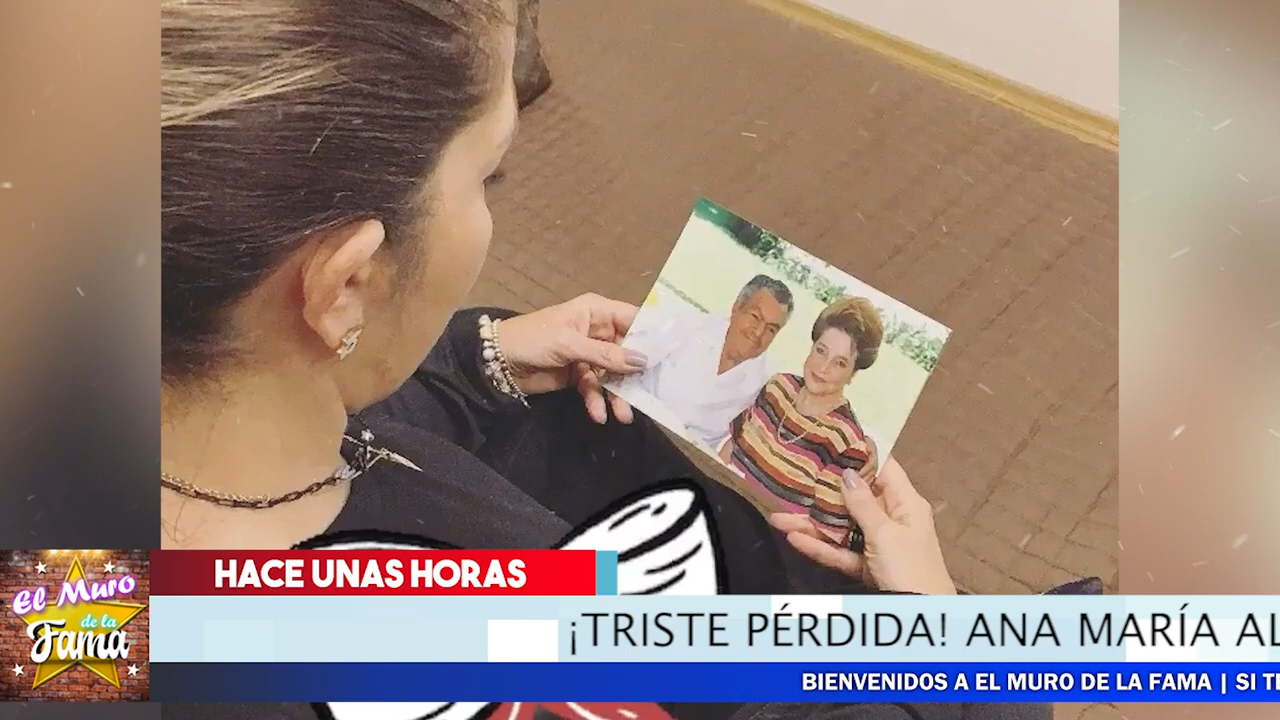 HACE UNAS HORAS
El Muro
de la
Fama
¡TRISTE PÉRDIDA! ANA MARÍA AL
BIENVENIDOS A EL MURO DE LA FAMA | SI